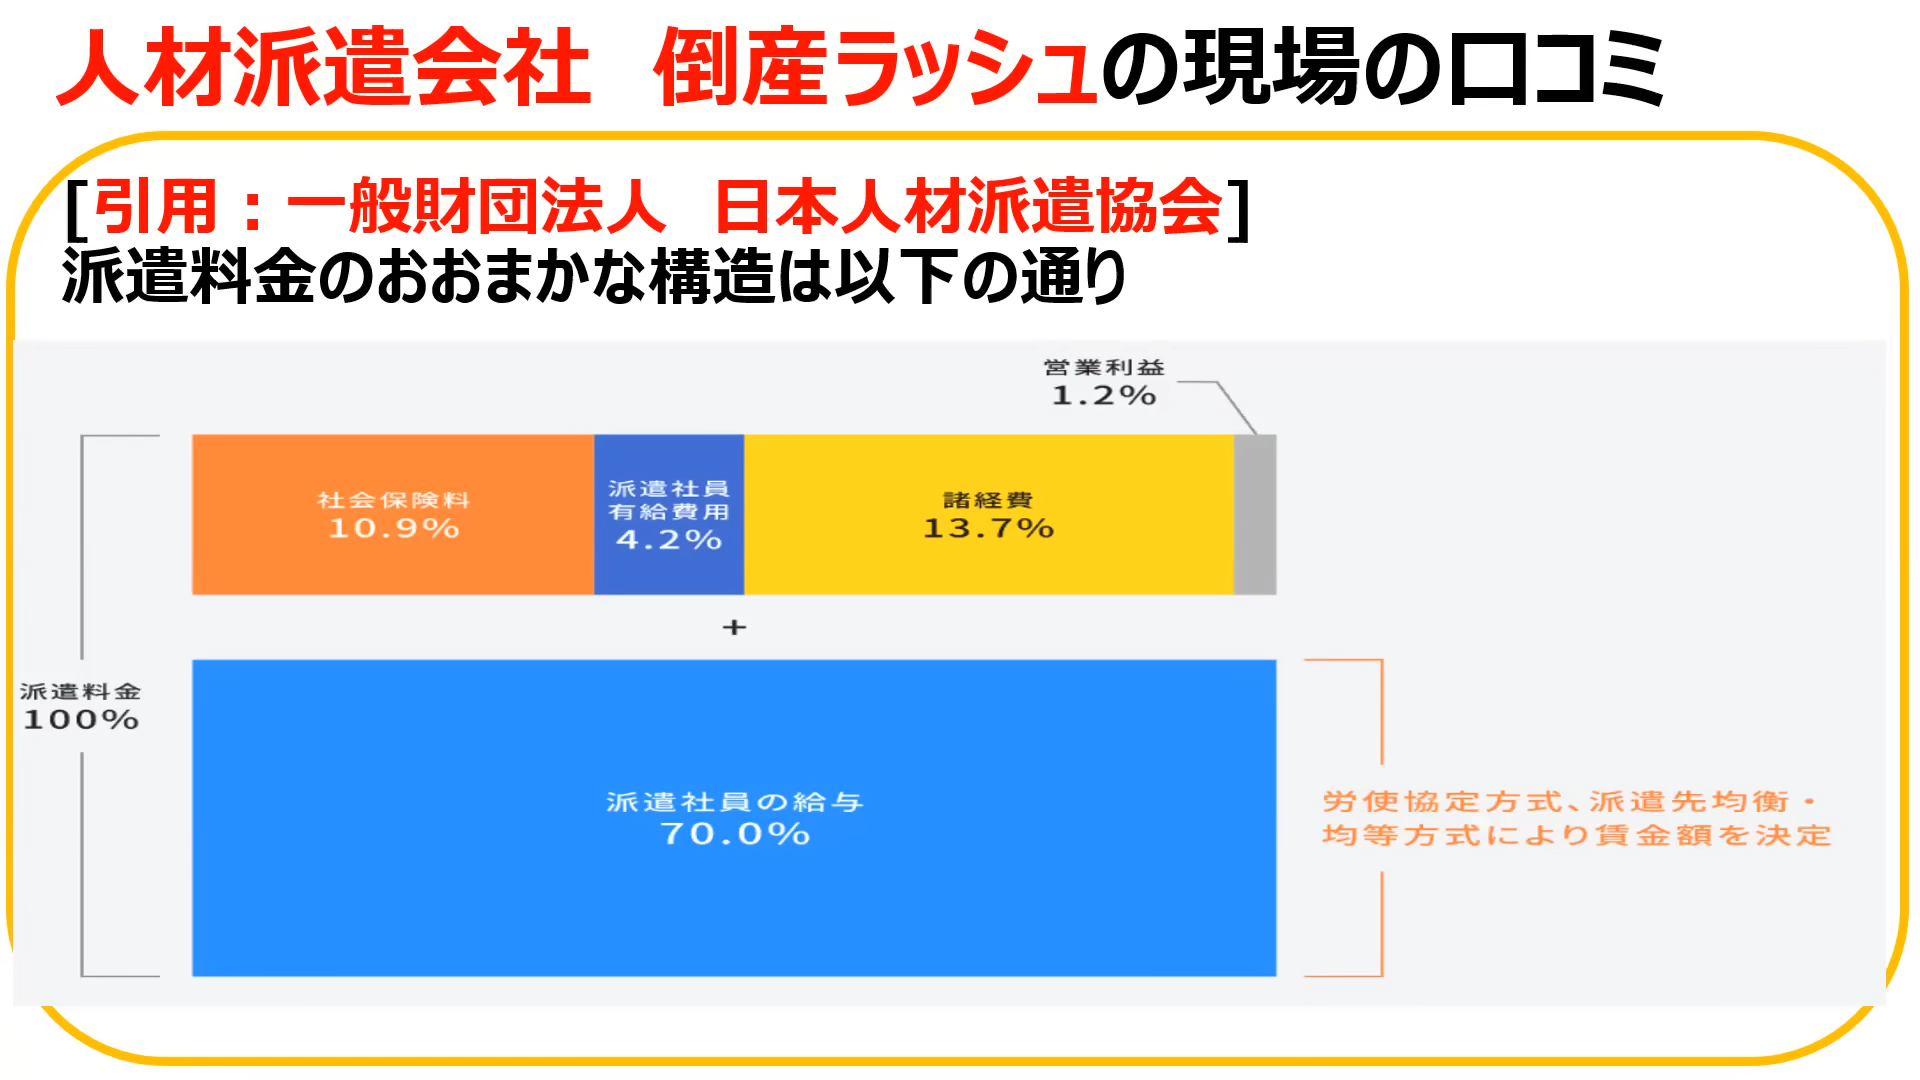 人材派遣会社　倒産ラッシュの現場の口コミ
[引用：一般財団法人　日本人材派遣協会]
派遣料金のおおまかな構造は以下の通り
営業利益
1.2%
社会保険料
10.9%
派遣社員
有給費用
4.2%
諸経費
13.7%
+
派遣料金
100%
派遣社員の給与
70.0%
労使協定方式、派遣先均衡・
均等方式により賃金額を決定